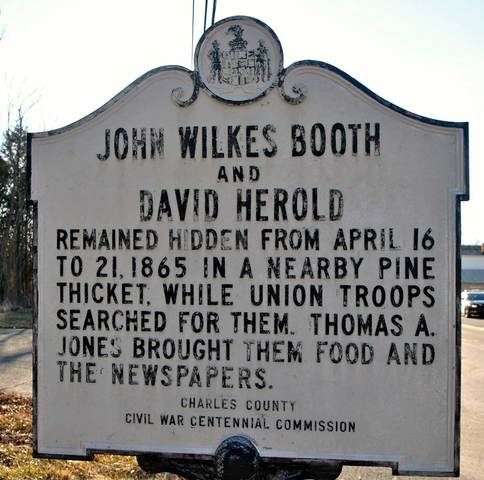 JOHN WILKES BOOTH
AND
DAVID HEROLD
REMAINED HIDDEN FROM APRIL 16
TO 21, 1865 IN A NEARBY PINE
THICKET, WHILE UNION TROOPS
SEARCHED FOR THEM. THOMAS A.
JONES BROUGHT THEM FOOD AND
THE NEWSPAPERS.
CHARLES COUNTY
CIVIL WAR CENTENNIAL COMMISSION